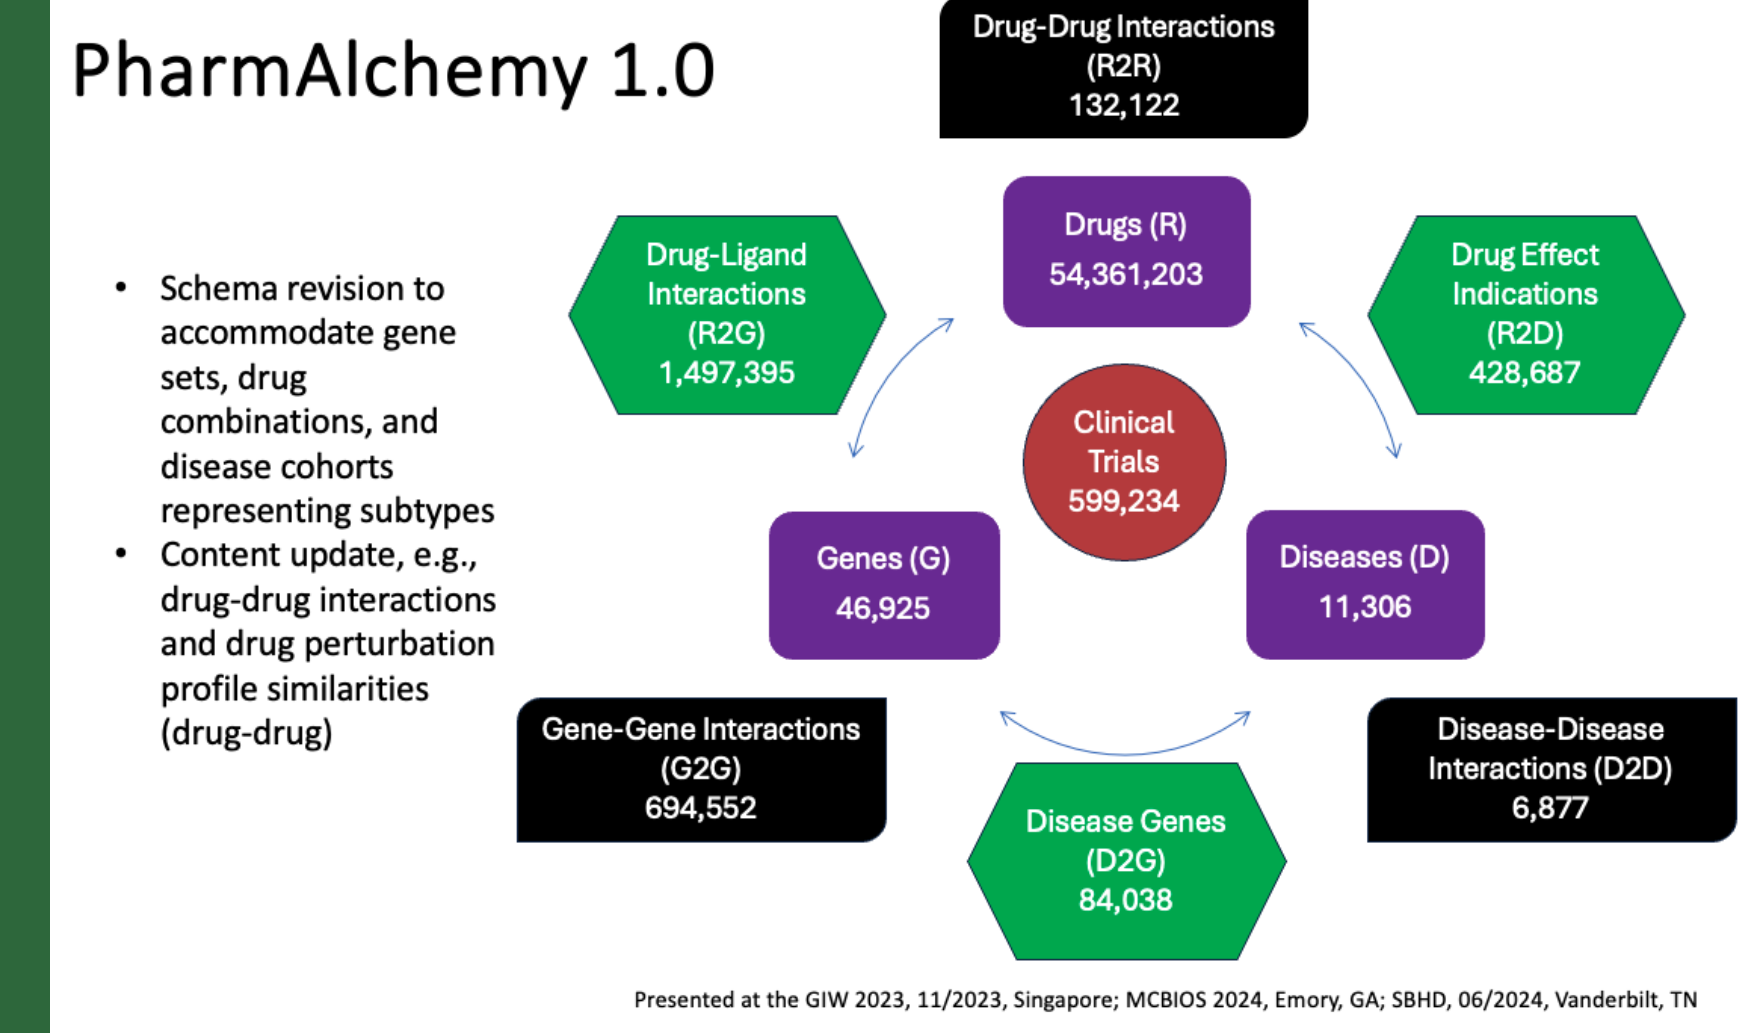 PharmAlchemy 1.0
Drug-Drug Interactions
(R2R)
132,122
Drugs (R)
54,361,203
Drug-Ligand
Interactions
(R2G)
1,497,395
Drug Effect
Indications
(R2D)
428,687
Clinical
Trials
599,234
Genes (G)
46,925
Diseases (D)
11,306
Gene-Gene Interactions
(G2G)
694,552
Disease-Disease
Interactions (D2D)
6,877
Disease Genes
(D2G)
84,038
• Schema revision to
accommodate gene
sets, drug
combinations, and
disease cohorts
representing subtypes
• Content update, e.g.,
drug-drug interactions
and drug perturbation
profile similarities
(drug-drug)
Presented at the GIW 2023, 11/2023, Singapore; MCBIOS 2024, Emory, GA; SBHD, 06/2024, Vanderbilt, TN